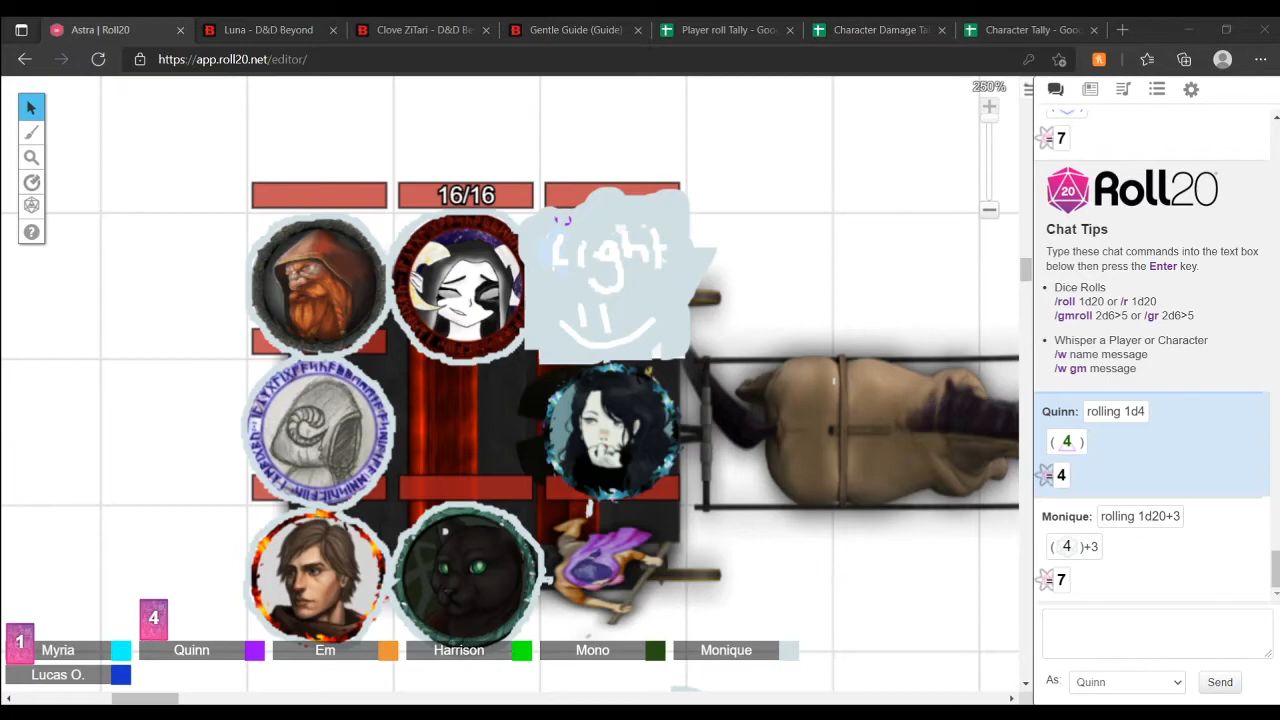 Astra | Roll20
Luna - D&D Beyond
Clove ZiTari - D&D Be
Gentle Guide (Guide)
Player roll Tally - Goo
Character Damage Ta
Character Tally - Goo
https://app.roll20.net/editor/
250%
= 7
20 Roll20
Chat Tips
Type these chat commands into the text box
below then press the Enter key.
Dice Rolls
/roll 1d20 or /r 1d20
/gmroll 2d6>5 or /gr 2d6>5
Whisper a Player or Character
/w name message
/w gm message
Quinn: rolling 1d4
( 4 )
= 4
Monique: rolling 1d20+3
( 4 )+3
= 7
As: Quinn Send
16/16
Light
1 Myria
4 Quinn
Em
Harrison
Mono
Monique
Lucas O.